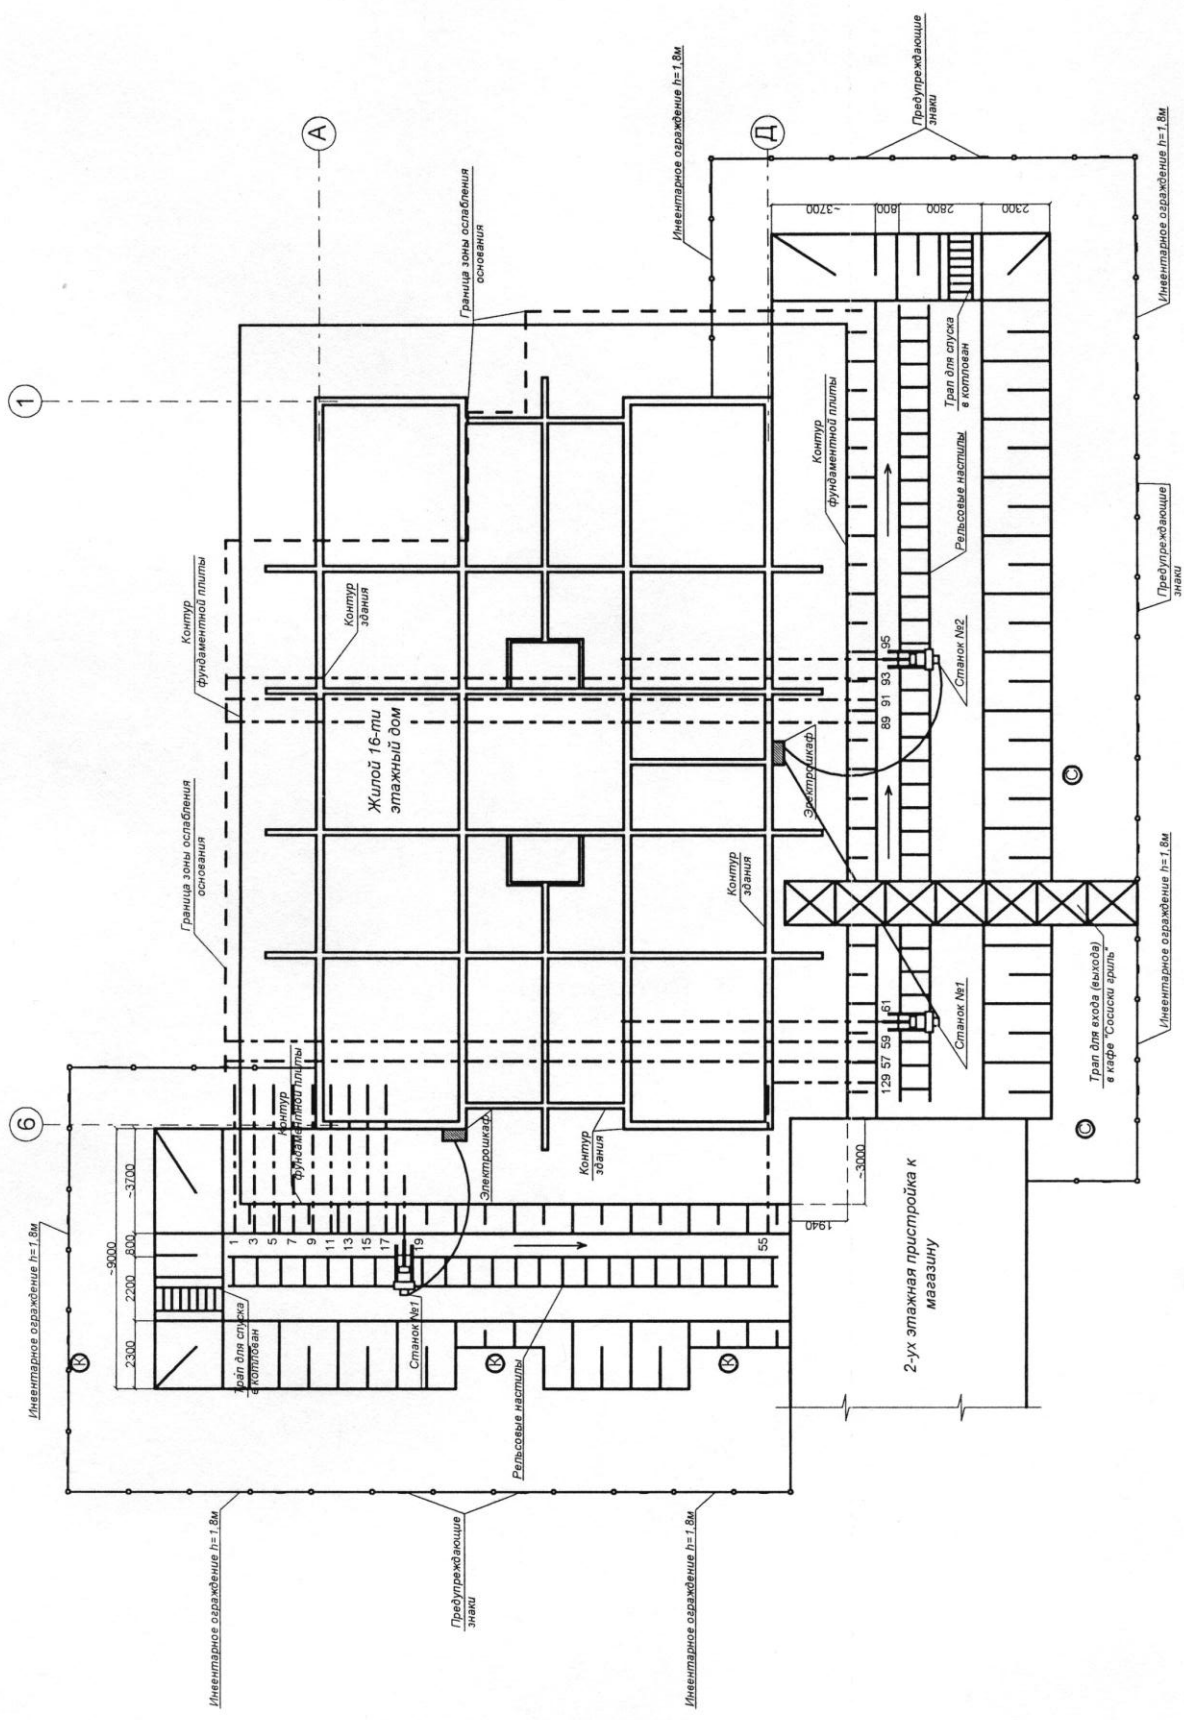 Инвентарное ограждение h=1,8м
Инвентарное ограждение h=1,8м
Инвентарное ограждение h=1,8м
Предупреждающие
знаки
6
~9000
2300
2200
800
~3700
К
К
К
Трап для спуска
в котлован
Станок №1
Рельсовые настилы
1
3
5
7
9
11
13
15
17
19
55
Контур
фундаментной плиты
Электрошкаф
Контур
здания
1940
~3000
2-ух этажная пристройка к
магазину
Граница зоны ослабления
основания
Контур
фундаментной плиты
Жилой 16-ти
этажный дом
Контур
здания
Контур
здания
1
А
Д
Граница зоны ослабления
основания
Инвентарное ограждение h=1,8м
Предупреждающие
знаки
Инвентарное ограждение h=1,8м
~3700
800
2800
2300
Контур
фундаментной плиты
Трап для спуска
в котлован
Рельсовые настилы
Электрошкаф
129
57
59
61
89
91
93
95
Станок №1
Станок №2
С
С
Трап для входа (выхода)
в кафе "Сосиски гриль"
Предупреждающие
знаки
Инвентарное ограждение h=1,8м